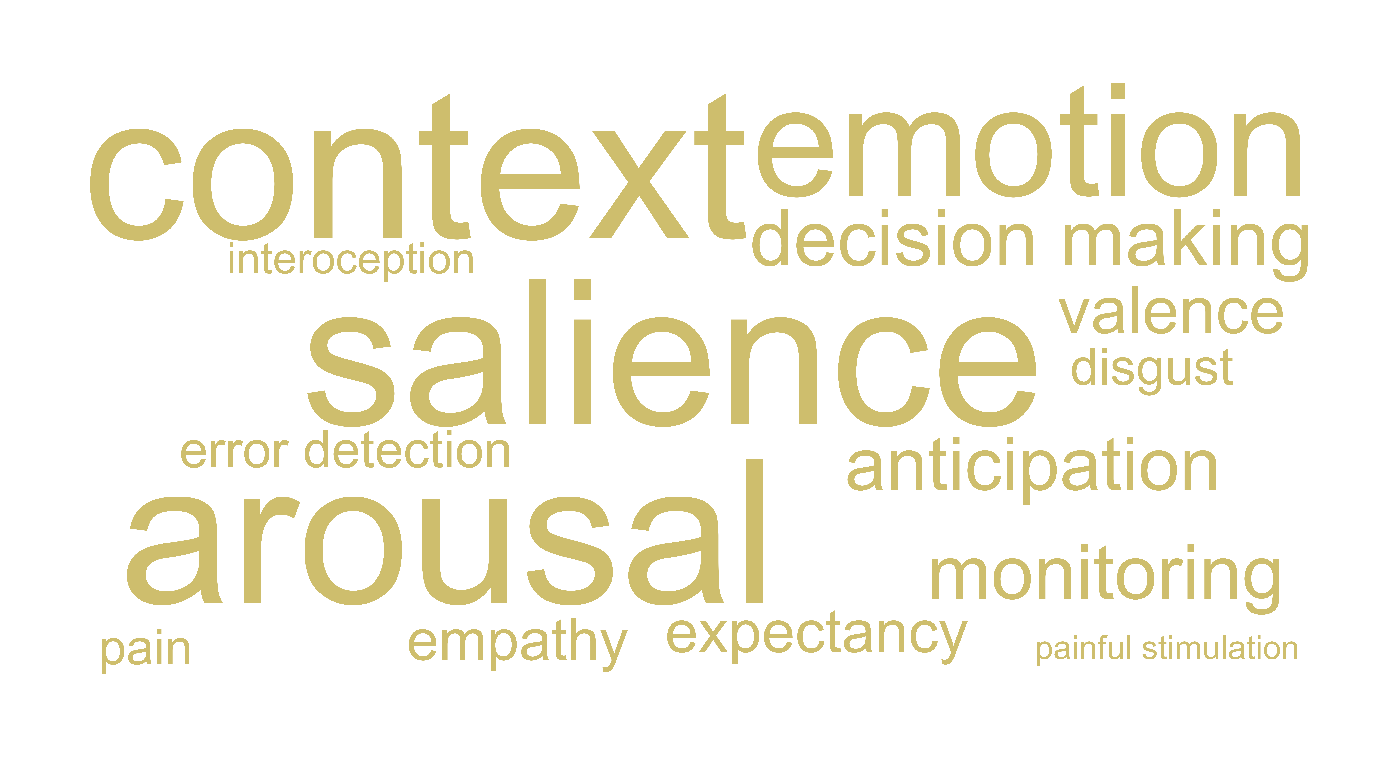 context
emotion
decision making
interoception
salience
valence
disgust
error detection
anticipation
arousal
monitoring
pain
empathy
expectancy
painful stimulation